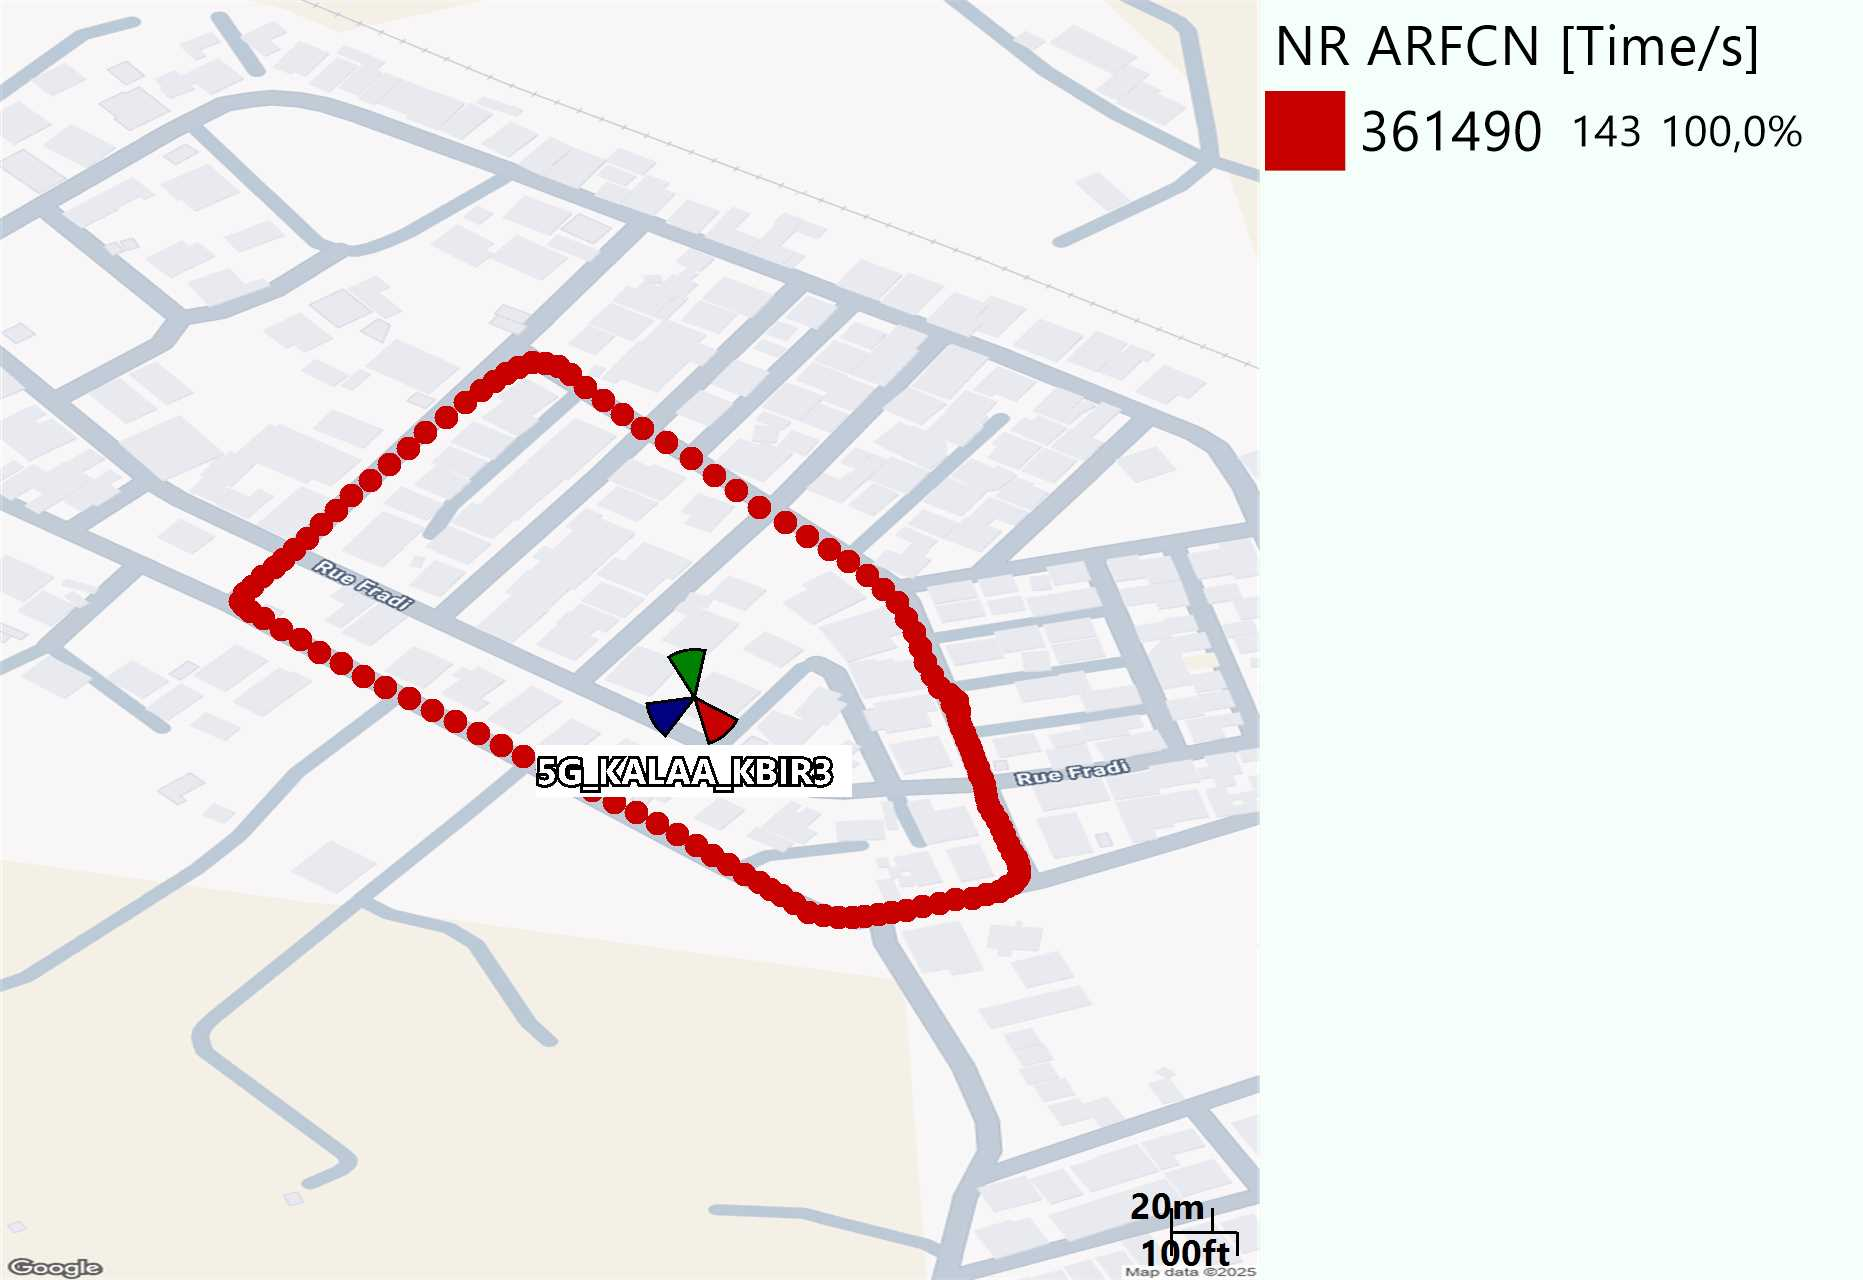 NR ARFCN [Time/s]
361490 143 100,0%
Rue Fradi
5G_KALAA_KBIR3
Rue Fradi
20m
100ft
Google
Map data ©2025